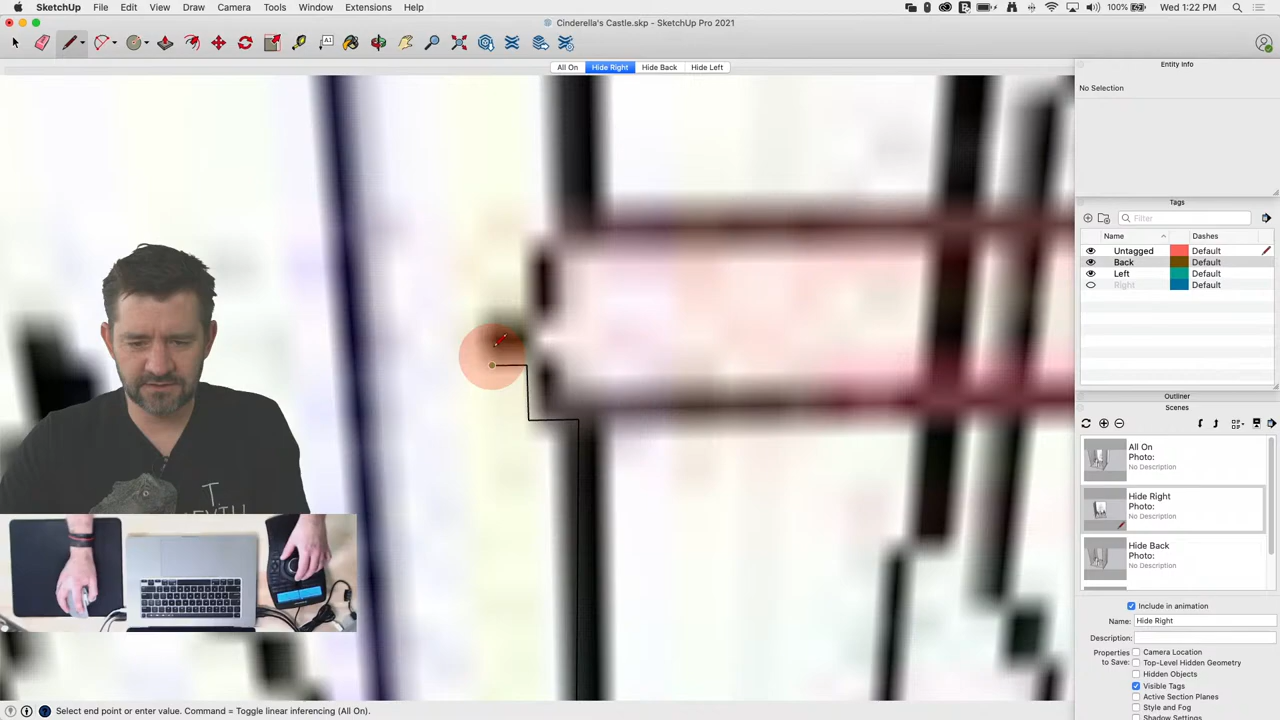 SketchUp File Edit View Draw Camera Tools Window Extensions Help
100% Wed 1:22 PM
Cinderella's Castle.skp - SketchUp Pro 2021
All On Hide Right Hide Back Hide Left
Entity Info
No Selection
Tags
Filter
Name Dashes
Untagged Default
Back Default
Left Default
Right Default
Outliner
Scenes
All On
Photo:
No Description
Hide Right
Photo:
No Description
Hide Back
Photo:
No Description
Include in animation
Name: Hide Right
Description:
Properties to Save:
Camera Location
Top-Level Hidden Geometry
Hidden Objects
Visible Tags
Active Section Planes
Style and Fog
Shadow Settings
Select end point or enter value. Command = Toggle linear inferencing (All On).